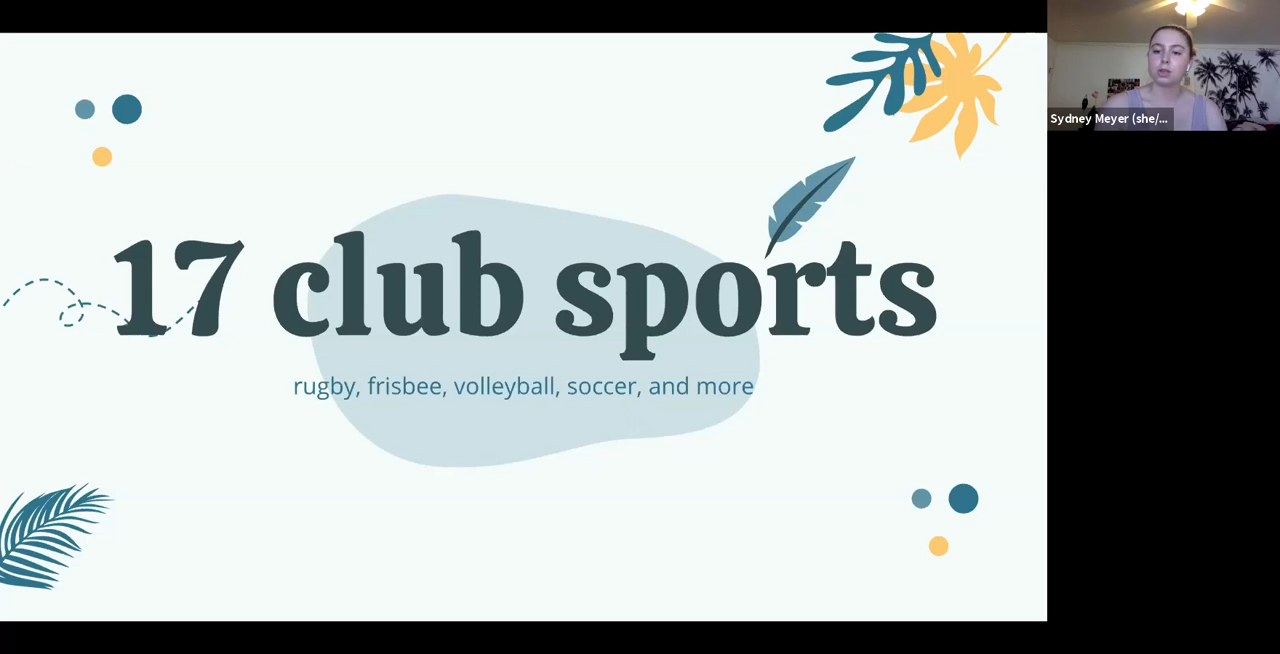 17 club sports
rugby, frisbee, volleyball, soccer, and more
Sydney Meyer (she/...